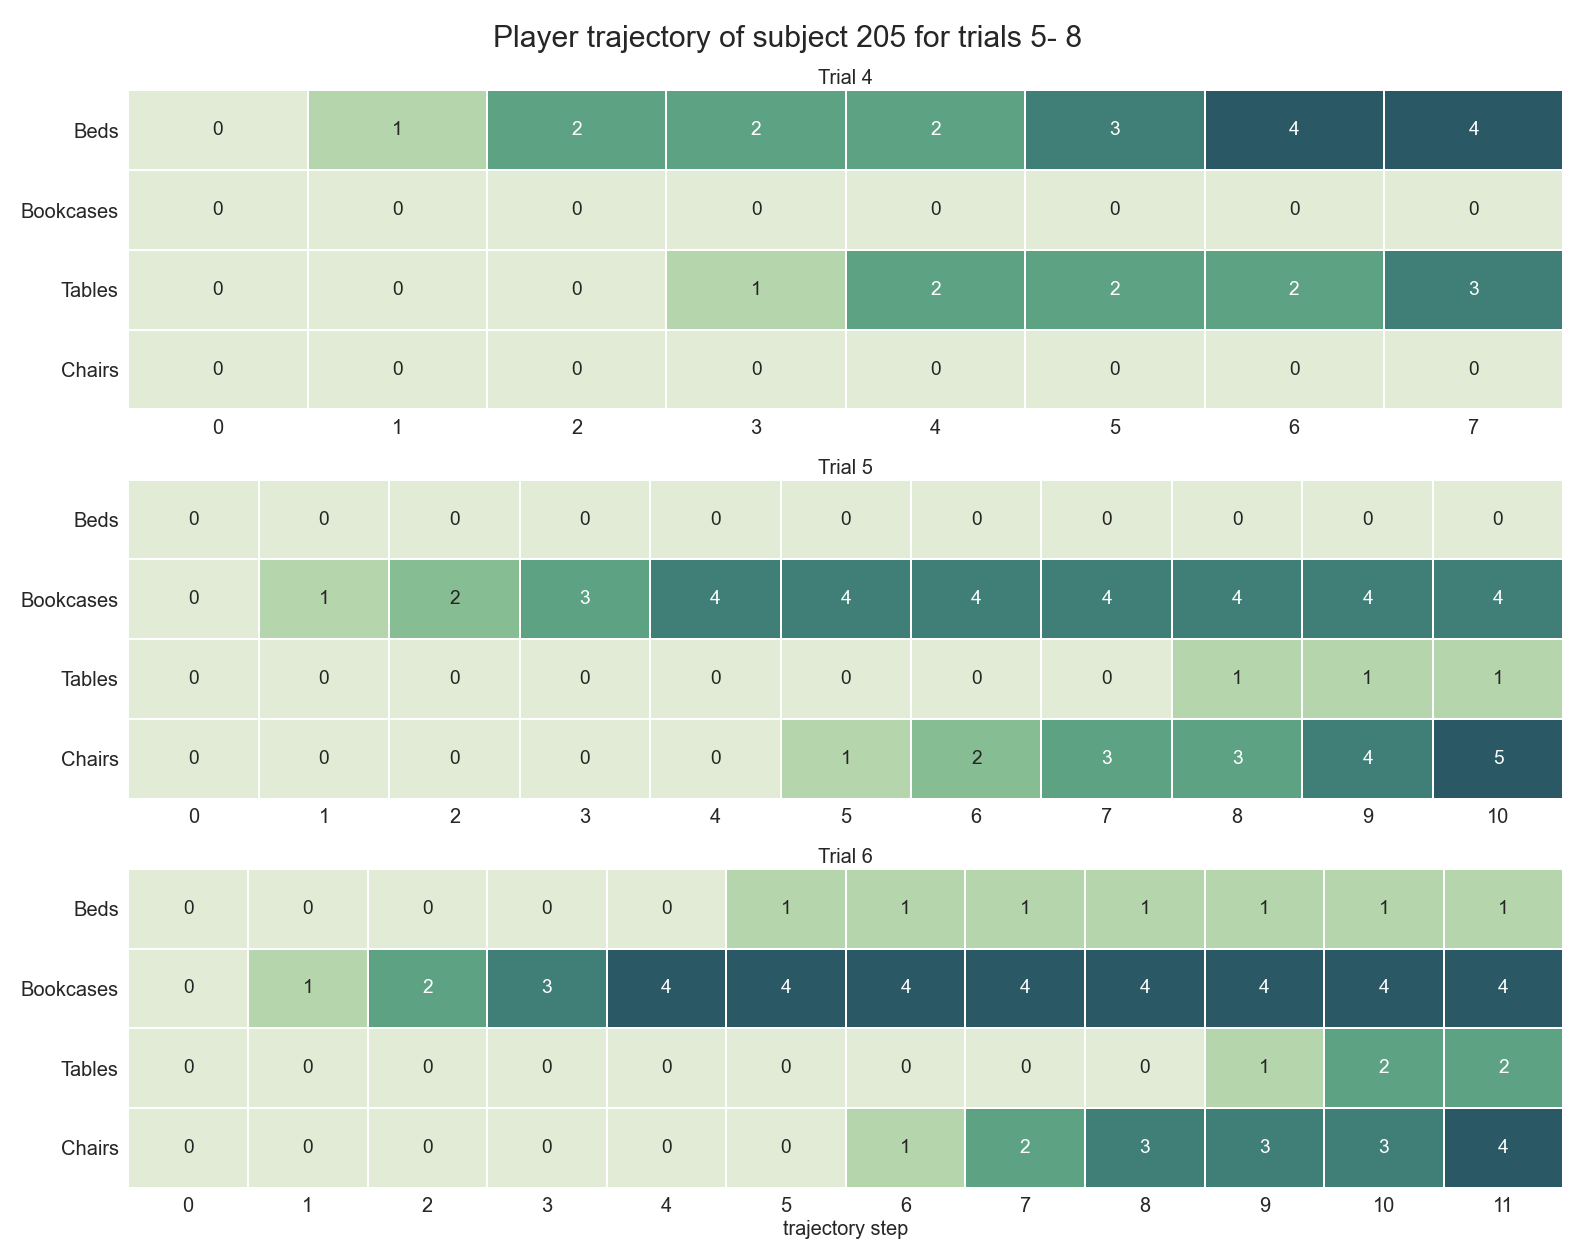 Player trajectory of subject 205 for trials 5- 8
Trial 4
Beds 0 1 2 2 2 3 4 4
Bookcases 0 0 0 0 0 0 0 0
Tables 0 0 0 1 2 2 2 3
Chairs 0 0 0 0 0 0 0 0
0 1 2 3 4 5 6 7
Trial 5
Beds 0 0 0 0 0 0 0 0 0 0 0
Bookcases 0 1 2 3 4 4 4 4 4 4 4
Tables 0 0 0 0 0 0 0 0 1 1 1
Chairs 0 0 0 0 0 1 2 3 3 4 5
0 1 2 3 4 5 6 7 8 9 10
Trial 6
Beds 0 0 0 0 0 1 1 1 1 1 1 1
Bookcases 0 1 2 3 4 4 4 4 4 4 4 4
Tables 0 0 0 0 0 0 0 0 0 1 2 2
Chairs 0 0 0 0 0 0 1 2 3 3 3 4
0 1 2 3 4 5 6 7 8 9 10 11
trajectory step